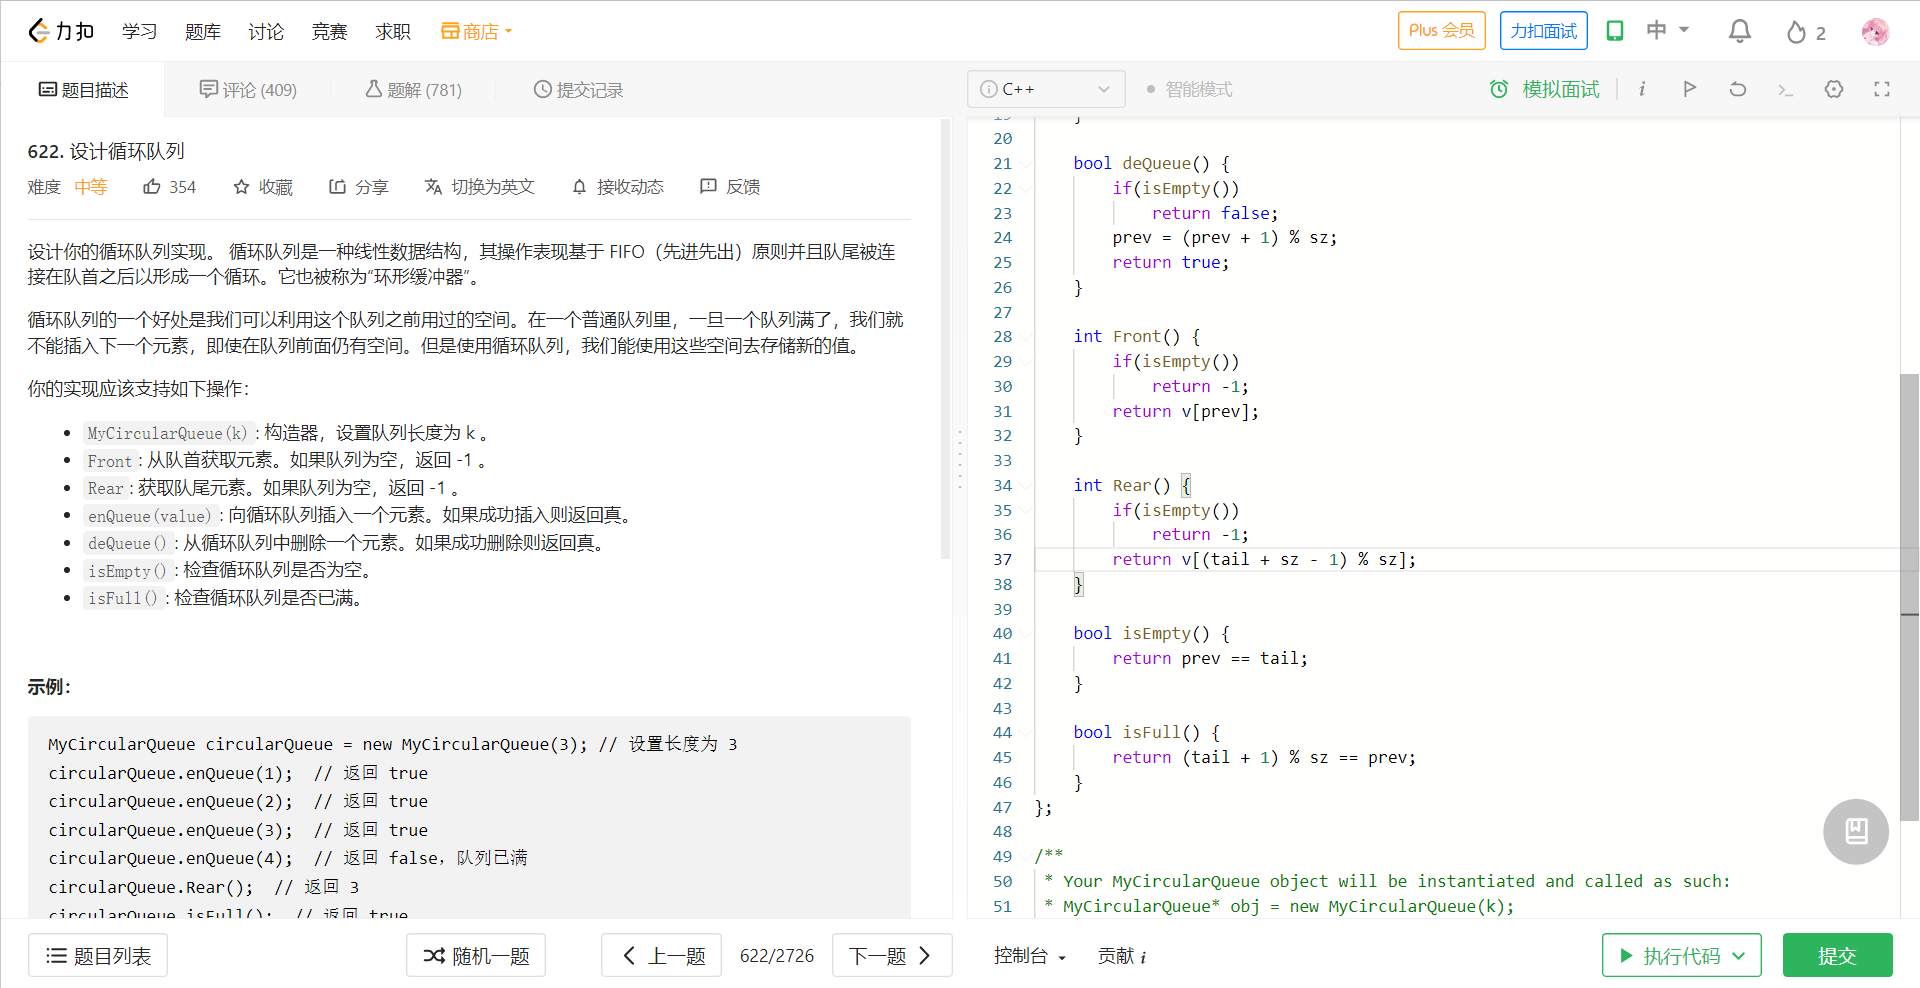 力扣 学习 题库 讨论 竞赛 求职 商店 Plus 会员 力扣面试 中 2
题目描述 评论 (409) 题解 (781) 提交记录
622. 设计循环队列
难度 中等 354 收藏 分享 切换为英文 接收动态 反馈
设计你的循环队列实现。 循环队列是一种线性数据结构，其操作表现基于 FIFO（先进先出）原则并且队尾被连
接在队首之后以形成一个循环。它也被称为“环形缓冲器”。
循环队列的一个好处是我们可以利用这个队列之前用过的空间。在一个普通队列里，一旦一个队列满了，我们就
不能插入下一个元素，即使在队列前面仍有空间。但是使用循环队列，我们能使用这些空间去存储新的值。
你的实现应该支持如下操作：
MyCircularQueue(k): 构造器，设置队列长度为 k 。
Front: 从队首获取元素。如果队列为空，返回 -1 。
Rear: 获取队尾元素。如果队列为空，返回 -1 。
enQueue(value): 向循环队列插入一个元素。如果成功插入则返回真。
deQueue(): 从循环队列中删除一个元素。如果成功删除则返回真。
isEmpty(): 检查循环队列是否为空。
isFull(): 检查循环队列是否已满。
示例：
MyCircularQueue circularQueue = new MyCircularQueue(3); // 设置长度为 3
circularQueue.enQueue(1);  // 返回 true
circularQueue.enQueue(2);  // 返回 true
circularQueue.enQueue(3);  // 返回 true
circularQueue.enQueue(4);  // 返回 false，队列已满
circularQueue.Rear();  // 返回 3
circularQueue.isFull();  // 返回 true
题目列表 随机一题 上一题 622/2726 下一题
C++ 智能模式 模拟面试 i
19 }
20
21 bool deQueue() {
22 if(isEmpty())
23 return false;
24 prev = (prev + 1) % sz;
25 return true;
26 }
27
28 int Front() {
29 if(isEmpty())
30 return -1;
31 return v[prev];
32 }
33
34 int Rear() {
35 if(isEmpty())
36 return -1;
37 return v[(tail + sz - 1) % sz];
38 }
39
40 bool isEmpty() {
41 return prev == tail;
42 }
43
44 bool isFull() {
45 return (tail + 1) % sz == prev;
46 }
47 };
48
49 /**
50 * Your MyCircularQueue object will be instantiated and called as such:
51 * MyCircularQueue* obj = new MyCircularQueue(k);
控制台 贡献 i 执行代码 提交